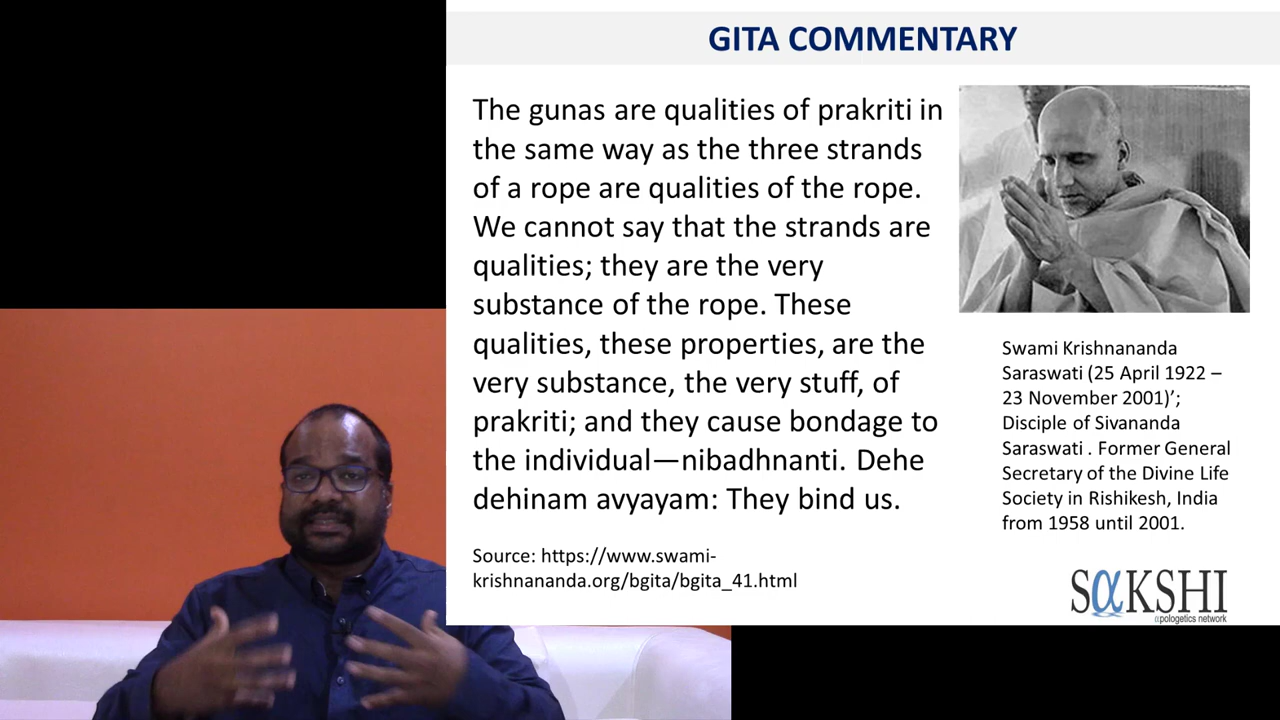 GITA COMMENTARY
The gunas are qualities of prakriti in
the same way as the three strands
of a rope are qualities of the rope.
We cannot say that the strands are
qualities; they are the very
substance of the rope. These
qualities, these properties, are the
very substance, the very stuff, of
prakriti; and they cause bondage to
the individual—nibadhnanti. Dehe
dehinam avyayam: They bind us.
Source: https://www.swami-
krishnananda.org/bgita/bgita_41.html
Swami Krishnananda
Saraswati (25 April 1922 –
23 November 2001)’;
Disciple of Sivananda
Saraswati . Former General
Secretary of the Divine Life
Society in Rishikesh, India
from 1958 until 2001.
SαKSHI
αpologetics network